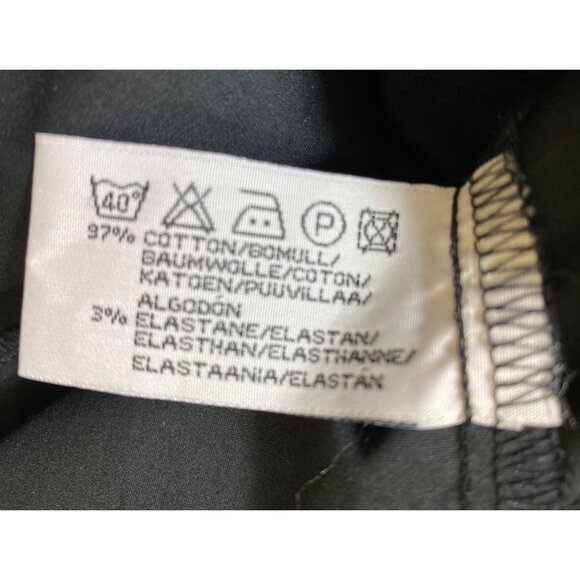 40° P
97% COTTON/BOMULL/
BAUMWOLLE/COTON/
KATOEN/PUUVILLAA/
ALGODÓN
3% ELASTANE/ELASTAN/
ELASTHAN/ELASTHANNE/
ELASTAANIA/ELASTÁN